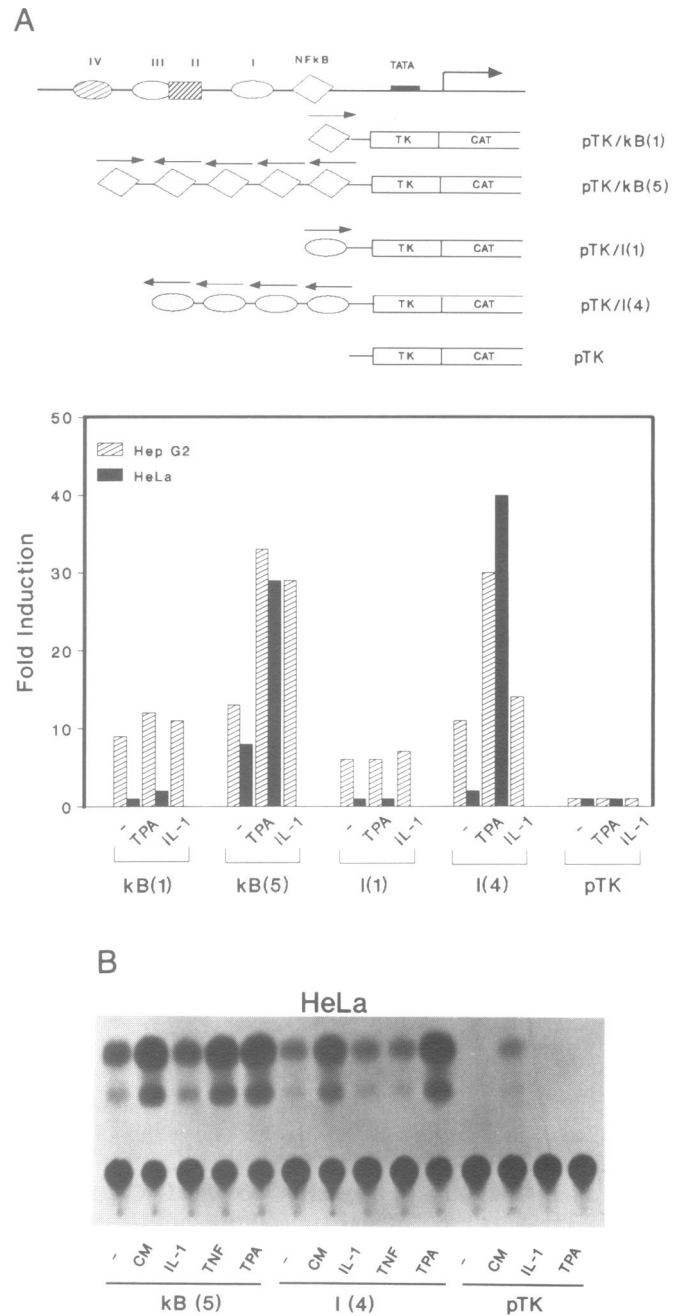 A
IV III II I NFkB TATA
TK CAT pTK/kB(1)
TK CAT pTK/kB(5)
TK CAT pTK/I(1)
TK CAT pTK/I(4)
TK CAT pTK
50
40
30
20
10
0
Fold Induction
Hep G2
HeLa
- TPA IL-1 - TPA IL-1 - TPA IL-1 - TPA IL-1 - TPA IL-1
kB(1) kB(5) I(1) I(4) pTK
B
HeLa
- CM IL-1 TNF TPA - CM IL-1 TNF TPA - CM IL-1 TPA
kB (5) I (4) pTK